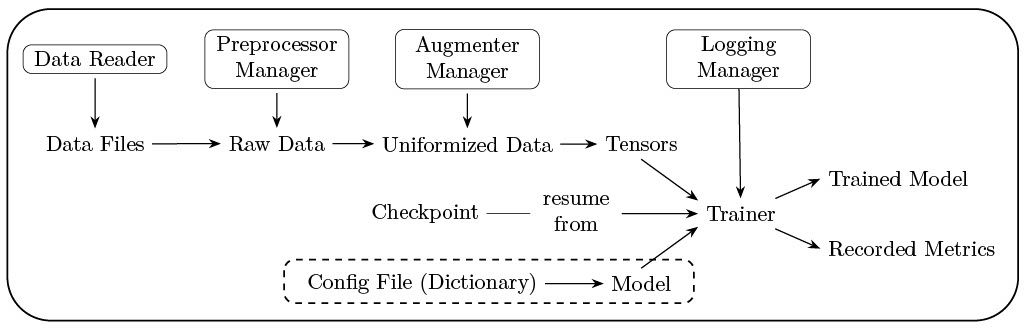 Data Reader
Preprocessor
Manager
Augmenter
Manager
Logging
Manager
Data Files
Raw Data
Uniformized Data
Tensors
Trained Model
Checkpoint
resume
from
Trainer
Recorded Metrics
Config File (Dictionary)
Model